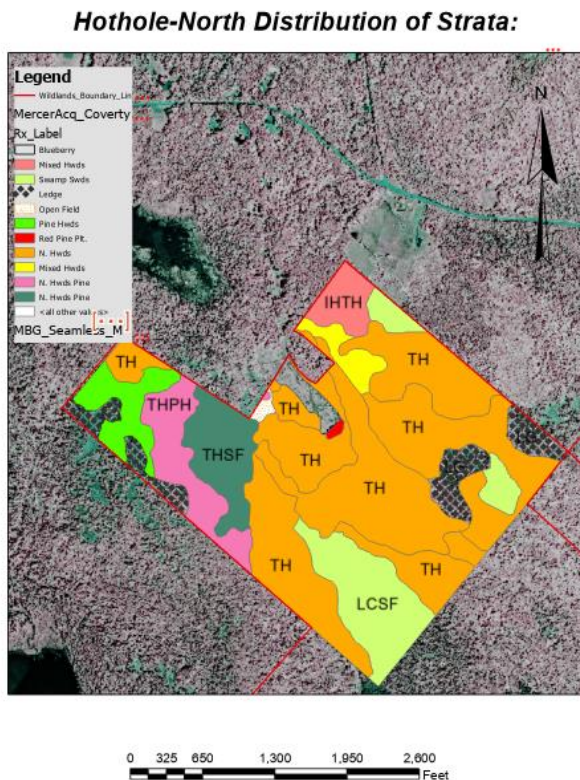 Hothole-North Distribution of Strata:
Legend
Wildlands_Boundary_Lin
MercerAcq_Coverty
Rx_Label
Blueberry
Mixed Hwds
Swamp Swds
Ledge
Open Field
Pine Hwds
Red Pine Plt.
N. Hwds
Mixed Hwds
N. Hwds Pine
N. Hwds Pine
<all other values>
MBG_Seamless_M
N
IHTH
TH
TH
THPH
TH
TH
THSF
TH
TH
TH
TH
LCSF
0 325 650 1,300 1,950 2,600
Feet